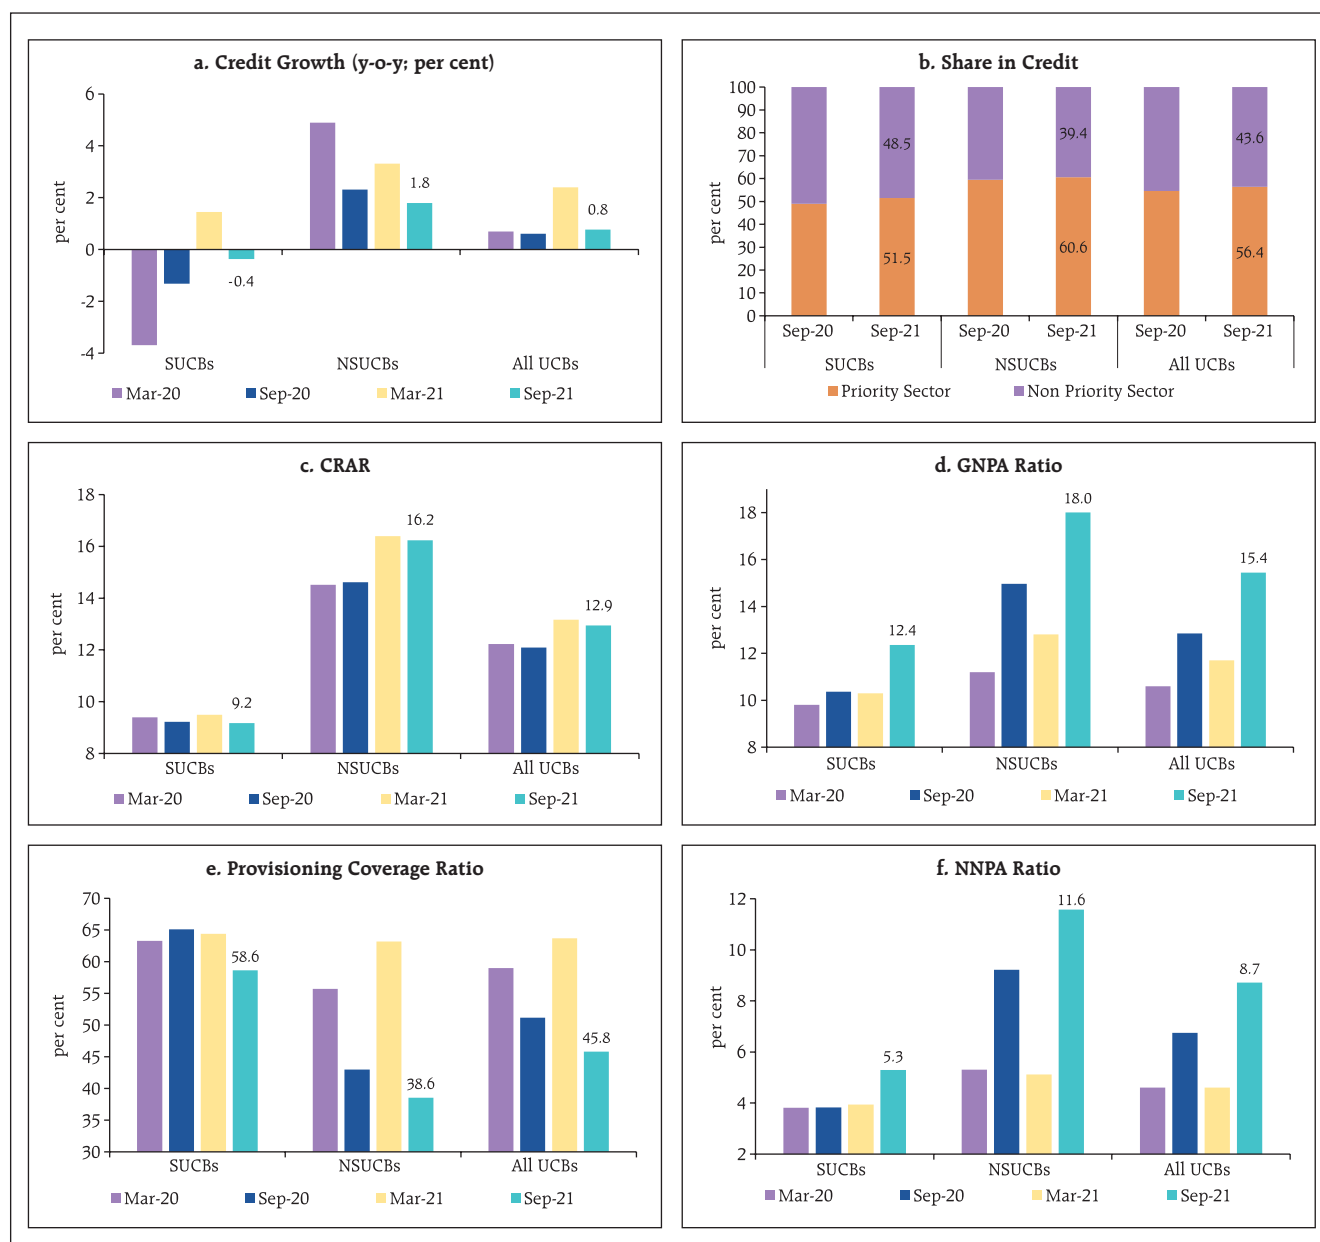 a. Credit Growth (y-o-y; per cent)
per cent
6
4
2
0
-2
-4
1.8
0.8
-0.4
SUCBs NSUCBs All UCBs
Mar-20 Sep-20 Mar-21 Sep-21
b. Share in Credit
per cent
100
90
80
70
60
50
40
30
20
10
0
48.5 39.4 43.6
51.5 60.6 56.4
Sep-20 Sep-21 Sep-20 Sep-21 Sep-20 Sep-21
SUCBs NSUCBs All UCBs
Priority Sector Non Priority Sector
c. CRAR
per cent
18
16
14
12
10
8
16.2
12.9
9.2
SUCBs NSUCBs All UCBs
Mar-20 Sep-20 Mar-21 Sep-21
d. GNPA Ratio
per cent
18
16
14
12
10
8
18.0
15.4
12.4
SUCBs NSUCBs All UCBs
Mar-20 Sep-20 Mar-21 Sep-21
e. Provisioning Coverage Ratio
per cent
70
65
60
55
50
45
40
35
30
58.6
45.8
38.6
SUCBs NSUCBs All UCBs
Mar-20 Sep-20 Mar-21 Sep-21
f. NNPA Ratio
per cent
12
10
8
6
4
2
11.6
8.7
5.3
SUCBs NSUCBs All UCBs
Mar-20 Sep-20 Mar-21 Sep-21